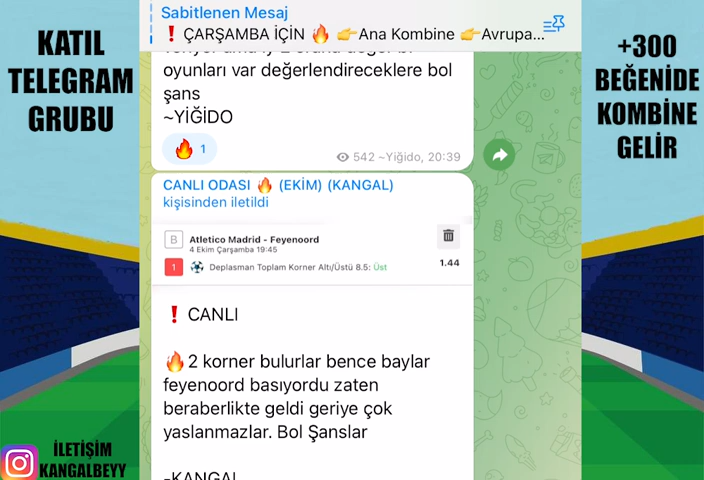 KATIL
TELEGRAM
GRUBU
Sabitlenen Mesaj
❗ÇARŞAMBA İÇİN 🔥 👉Ana Kombine 👉Avrupa...
oyunları var değerlendireceklere bol
şans
~YİĞİDO
🔥 1
542 ~Yiğido, 20:39
CANLI ODASI 🔥 (EKİM) (KANGAL)
kişisinden iletildi
B Atletico Madrid - Feyenoord
4 Ekim Çarşamba 19:45
1 ⚽ Deplasman Toplam Korner Altı/Üstü 8.5: Üst
1.44
❗ CANLI
🔥2 korner bulurlar bence baylar
feyenoord basıyordu zaten
beraberlikte geldi geriye çok
yaslanmazlar. Bol Şanslar
-KANGAL
+300
BEĞENİDE
KOMBİNE
GELİR
İLETİŞİM
KANGALBEYY